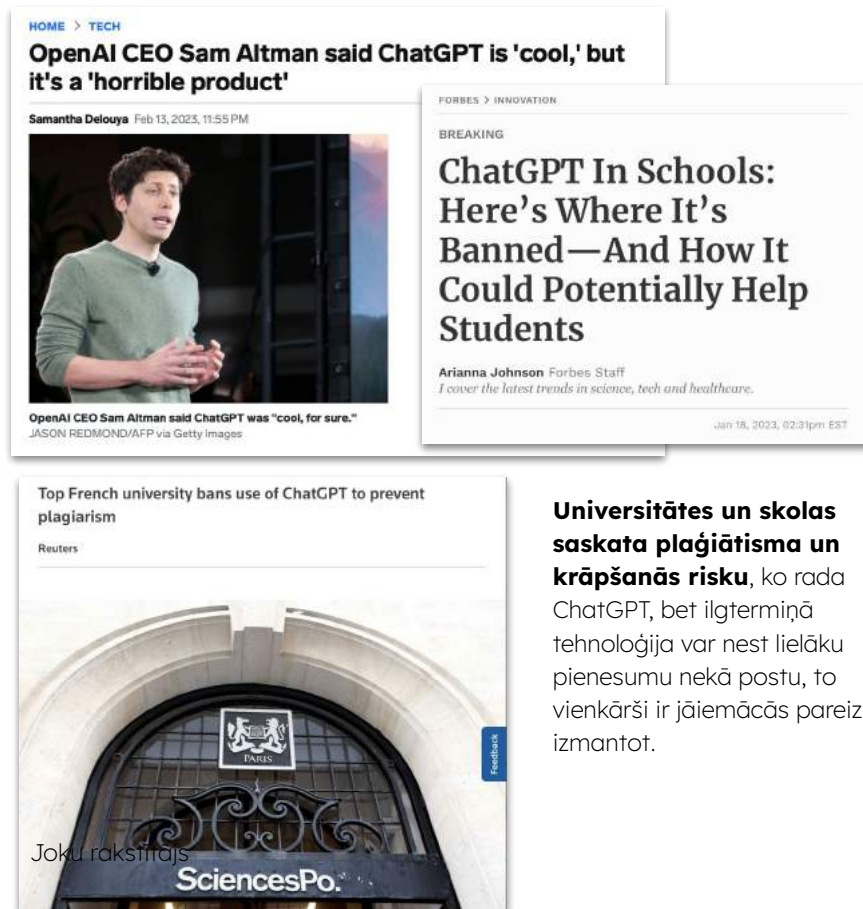 HOME > TECH
OpenAI CEO Sam Altman said ChatGPT is 'cool,' but
it's a 'horrible product'
Samantha Delouya Feb 13, 2023, 11:55 PM
OpenAI CEO Sam Altman said ChatGPT was "cool, for sure."
JASON REDMOND/AFP via Getty Images
FORBES > INNOVATION
BREAKING
ChatGPT In Schools:
Here's Where It's
Banned—And How It
Could Potentially Help
Students
Arianna Johnson Forbes Staff
I cover the latest trends in science, tech and healthcare.
Jan 18, 2023, 02:31pm EST
Top French university bans use of ChatGPT to prevent
plagiarism
Reuters
PARIS
Feedback
Joku rakstītājs
SciencesPo.
Universitātes un skolas
saskata plaģiātisma un
krāpšanās risku, ko rada
ChatGPT, bet ilgtermiņā
tehnoloģija var nest lielāku
pienesumu nekā postu, to
vienkārši ir jāiemācās pareiz
izmantot.